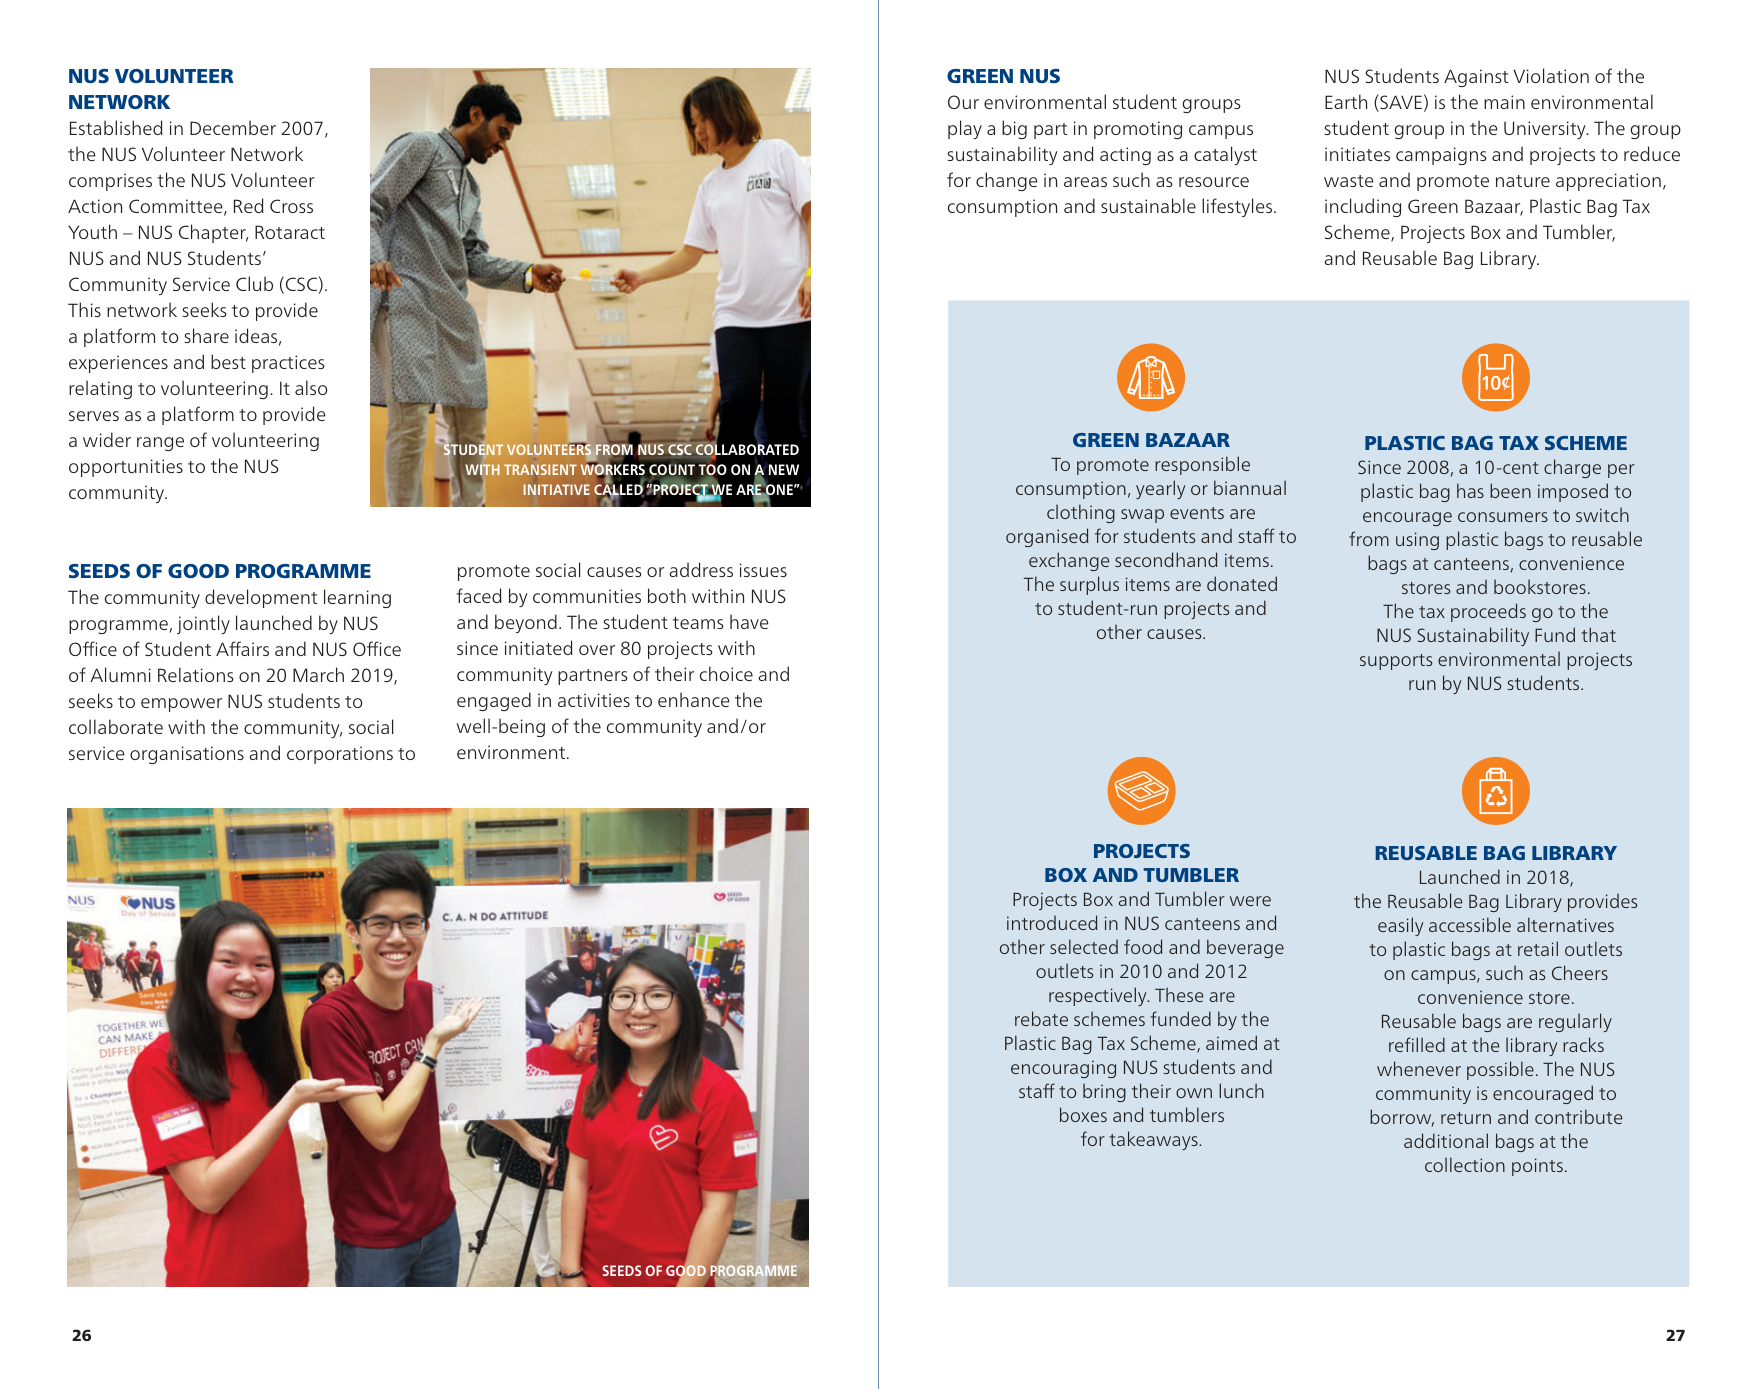 NUS VOLUNTEER
NETWORK
Established in December 2007,
the NUS Volunteer Network
comprises the NUS Volunteer
Action Committee, Red Cross
Youth – NUS Chapter, Rotaract
NUS and NUS Students’
Community Service Club (CSC).
This network seeks to provide
a platform to share ideas,
experiences and best practices
relating to volunteering. It also
serves as a platform to provide
a wider range of volunteering
opportunities to the NUS
community.
WAC
STUDENT VOLUNTEERS FROM NUS CSC COLLABORATED
WITH TRANSIENT WORKERS COUNT TOO ON A NEW
INITIATIVE CALLED “PROJECT WE ARE ONE”
SEEDS OF GOOD PROGRAMME
The community development learning
programme, jointly launched by NUS
Office of Student Affairs and NUS Office
of Alumni Relations on 20 March 2019,
seeks to empower NUS students to
collaborate with the community, social
service organisations and corporations to
promote social causes or address issues
faced by communities both within NUS
and beyond. The student teams have
since initiated over 80 projects with
community partners of their choice and
engaged in activities to enhance the
well-being of the community and/or
environment.
NUS
NUS
Day of Service
Save the
TOGETHER WE
CAN MAKE A
DIFFERE
C. A. N DO ATTITUDE
SEEDS
OF GOOD
PROJECT CAN
SEEDS OF GOOD PROGRAMME
26
GREEN NUS
Our environmental student groups
play a big part in promoting campus
sustainability and acting as a catalyst
for change in areas such as resource
consumption and sustainable lifestyles.
NUS Students Against Violation of the
Earth (SAVE) is the main environmental
student group in the University. The group
initiates campaigns and projects to reduce
waste and promote nature appreciation,
including Green Bazaar, Plastic Bag Tax
Scheme, Projects Box and Tumbler,
and Reusable Bag Library.
GREEN BAZAAR
To promote responsible
consumption, yearly or biannual
clothing swap events are
organised for students and staff to
exchange secondhand items.
The surplus items are donated
to student-run projects and
other causes.
10¢
PLASTIC BAG TAX SCHEME
Since 2008, a 10-cent charge per
plastic bag has been imposed to
encourage consumers to switch
from using plastic bags to reusable
bags at canteens, convenience
stores and bookstores.
The tax proceeds go to the
NUS Sustainability Fund that
supports environmental projects
run by NUS students.
PROJECTS
BOX AND TUMBLER
Projects Box and Tumbler were
introduced in NUS canteens and
other selected food and beverage
outlets in 2010 and 2012
respectively. These are
rebate schemes funded by the
Plastic Bag Tax Scheme, aimed at
encouraging NUS students and
staff to bring their own lunch
boxes and tumblers
for takeaways.
REUSABLE BAG LIBRARY
Launched in 2018,
the Reusable Bag Library provides
easily accessible alternatives
to plastic bags at retail outlets
on campus, such as Cheers
convenience store.
Reusable bags are regularly
refilled at the library racks
whenever possible. The NUS
community is encouraged to
borrow, return and contribute
additional bags at the
collection points.
27